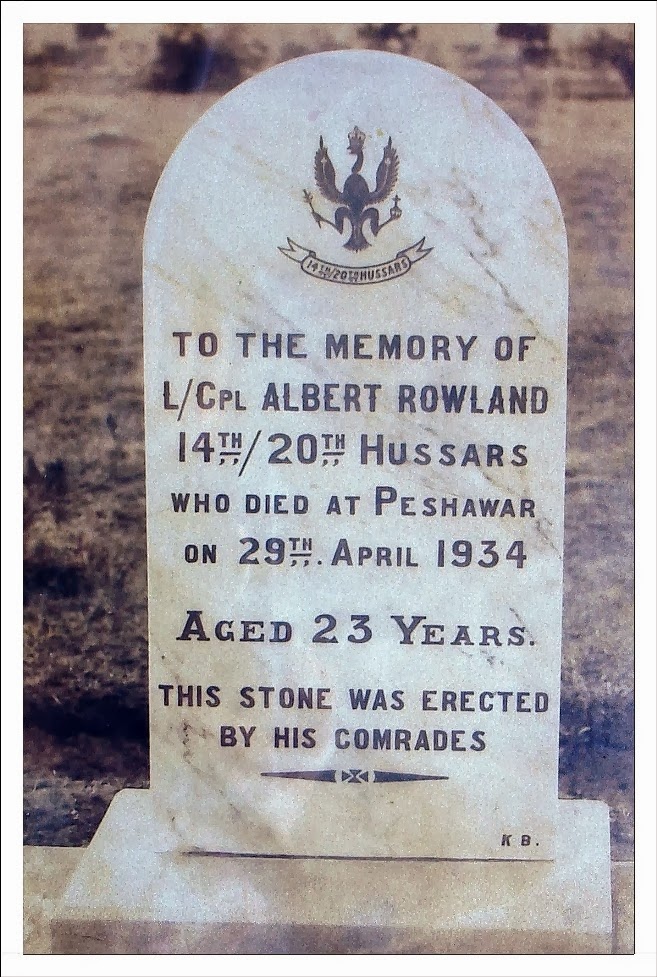 14TH/20TH HUSSARS
TO THE MEMORY OF
L/CPL ALBERT ROWLAND
14TH/20TH HUSSARS
WHO DIED AT PESHAWAR
ON 29TH. APRIL 1934
AGED 23 YEARS.
THIS STONE WAS ERECTED
BY HIS COMRADES
K B.